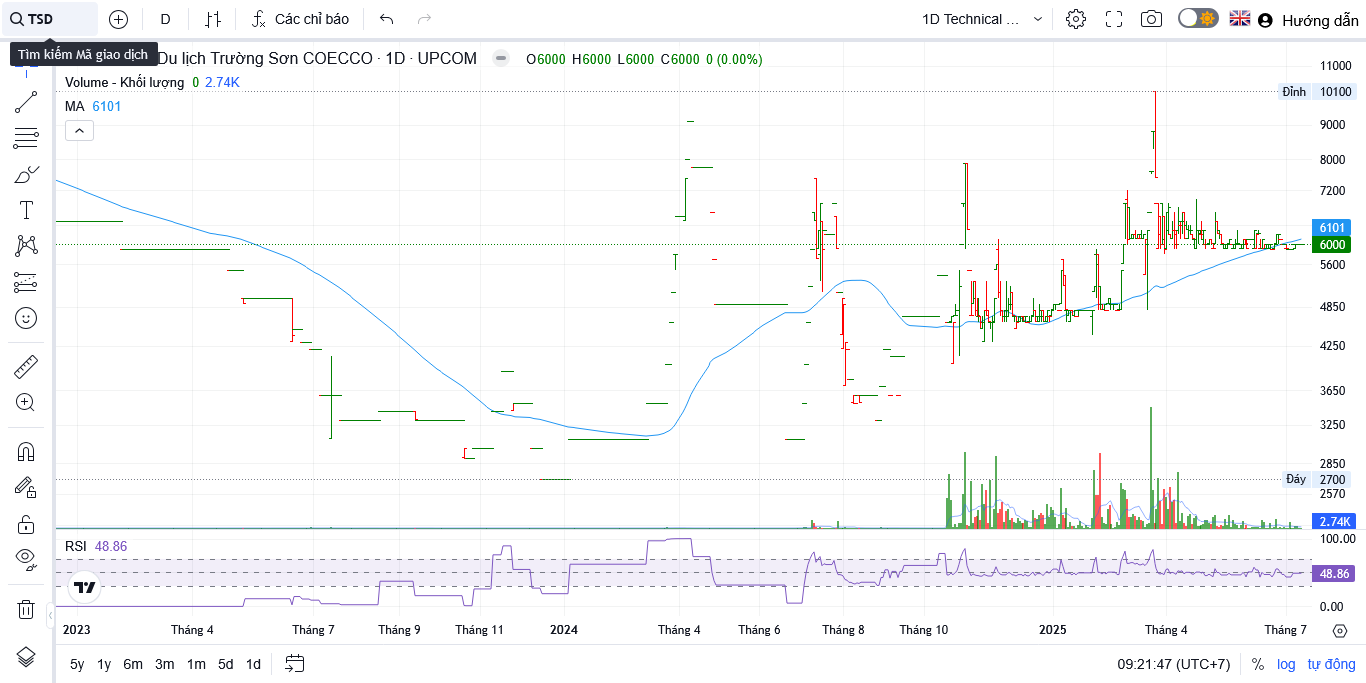 TSD
D
Các chỉ báo
1D Technical ...
Hướng dẫn
Tìm kiếm Mã giao dịch
Du lịch Trường Sơn COECCO · 1D · UPCOM
O6000 H6000 L6000 C6000 0 (0.00%)
Volume - Khối lượng 0 2.74K
MA 6101
11000
Đỉnh 10100
9000
8000
7200
6101
6000
5600
4850
4250
3650
3250
2850
Đáy 2700
2570
2.74K
RSI 48.86
100.00
48.86
0.00
2023 Tháng 4 Tháng 7 Tháng 9 Tháng 11 2024 Tháng 4 Tháng 6 Tháng 8 Tháng 10 2025 Tháng 4 Tháng 7
5y 1y 6m 3m 1m 5d 1d
09:21:47 (UTC+7) % log tự động